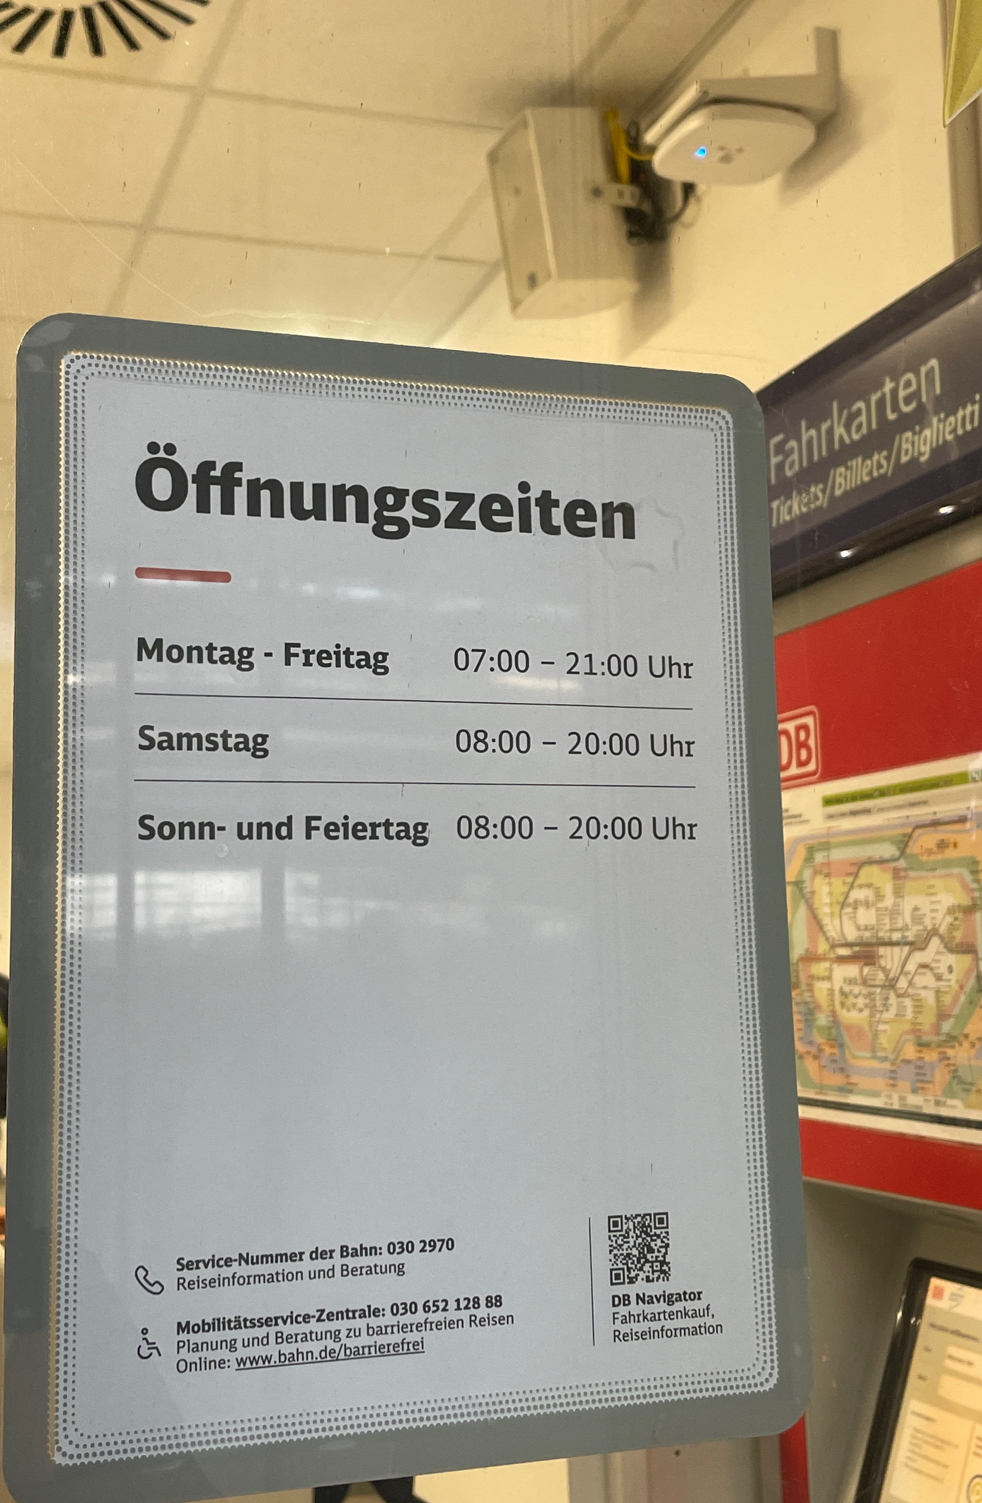 Öffnungszeiten
Montag - Freitag 07:00 – 21:00 Uhr
Samstag 08:00 – 20:00 Uhr
Sonn- und Feiertag 08:00 – 20:00 Uhr
Service-Nummer der Bahn: 030 2970
Reiseinformation und Beratung
Mobilitätsservice-Zentrale: 030 652 128 88
Planung und Beratung zu barrierefreien Reisen
Online: www.bahn.de/barrierefrei
DB Navigator
Fahrkartenkauf,
Reiseinformation
Fahrkarten
Tickets/Billets/Biglietti
DB